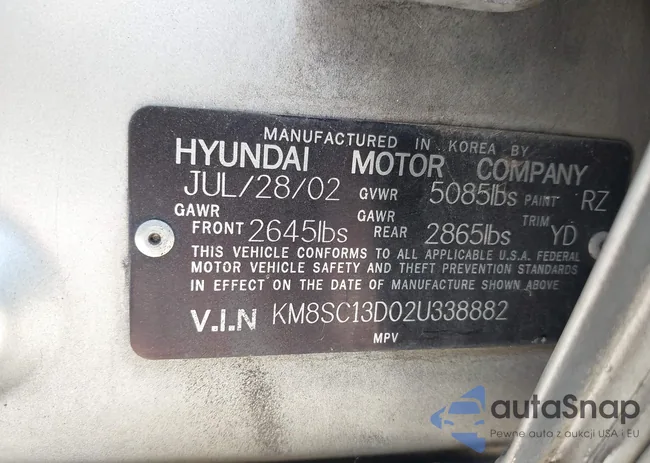 MANUFACTURED IN KOREA BY
HYUNDAI MOTOR COMPANY
JUL/28/02 GVWR 5085lbs PAINT RZ
GAWR FRONT 2645lbs GAWR REAR 2865lbs TRIM YD
THIS VEHICLE CONFORMS TO ALL APPLICABLE U.S.A. FEDERAL
MOTOR VEHICLE SAFETY AND THEFT PREVENTION STANDARDS
IN EFFECT ON THE DATE OF MANUFACTURE SHOWN ABOVE
V.I.N KM8SC13D02U338882
MPV
autaSnap
Pewne auto z aukcji USA i EU